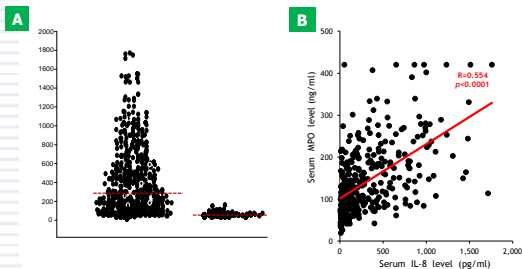 A
2000
1800
1600
1400
1200
1000
800
600
400
200
0
B
Serum MPO level (ng/ml)
500
400
300
200
100
0
R=0.554
p<0.0001
0 500 1,000 1,500 2,000
Serum IL-8 level (pg/ml)